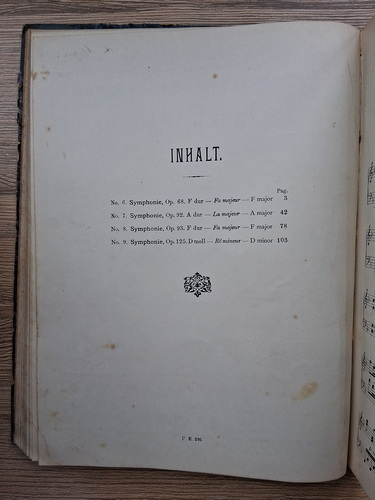 INHALT.
Pag.
No. 6. Symphonie, Op. 68. F dur — Fa majeur — F major 3
No. 7. Symphonie, Op. 92. A dur — La majeur — A major 42
No. 8. Symphonie, Op. 93. F dur — Fa majeur — F major 78
No. 9. Symphonie, Op. 125. D moll — Ré mineur — D minor 103